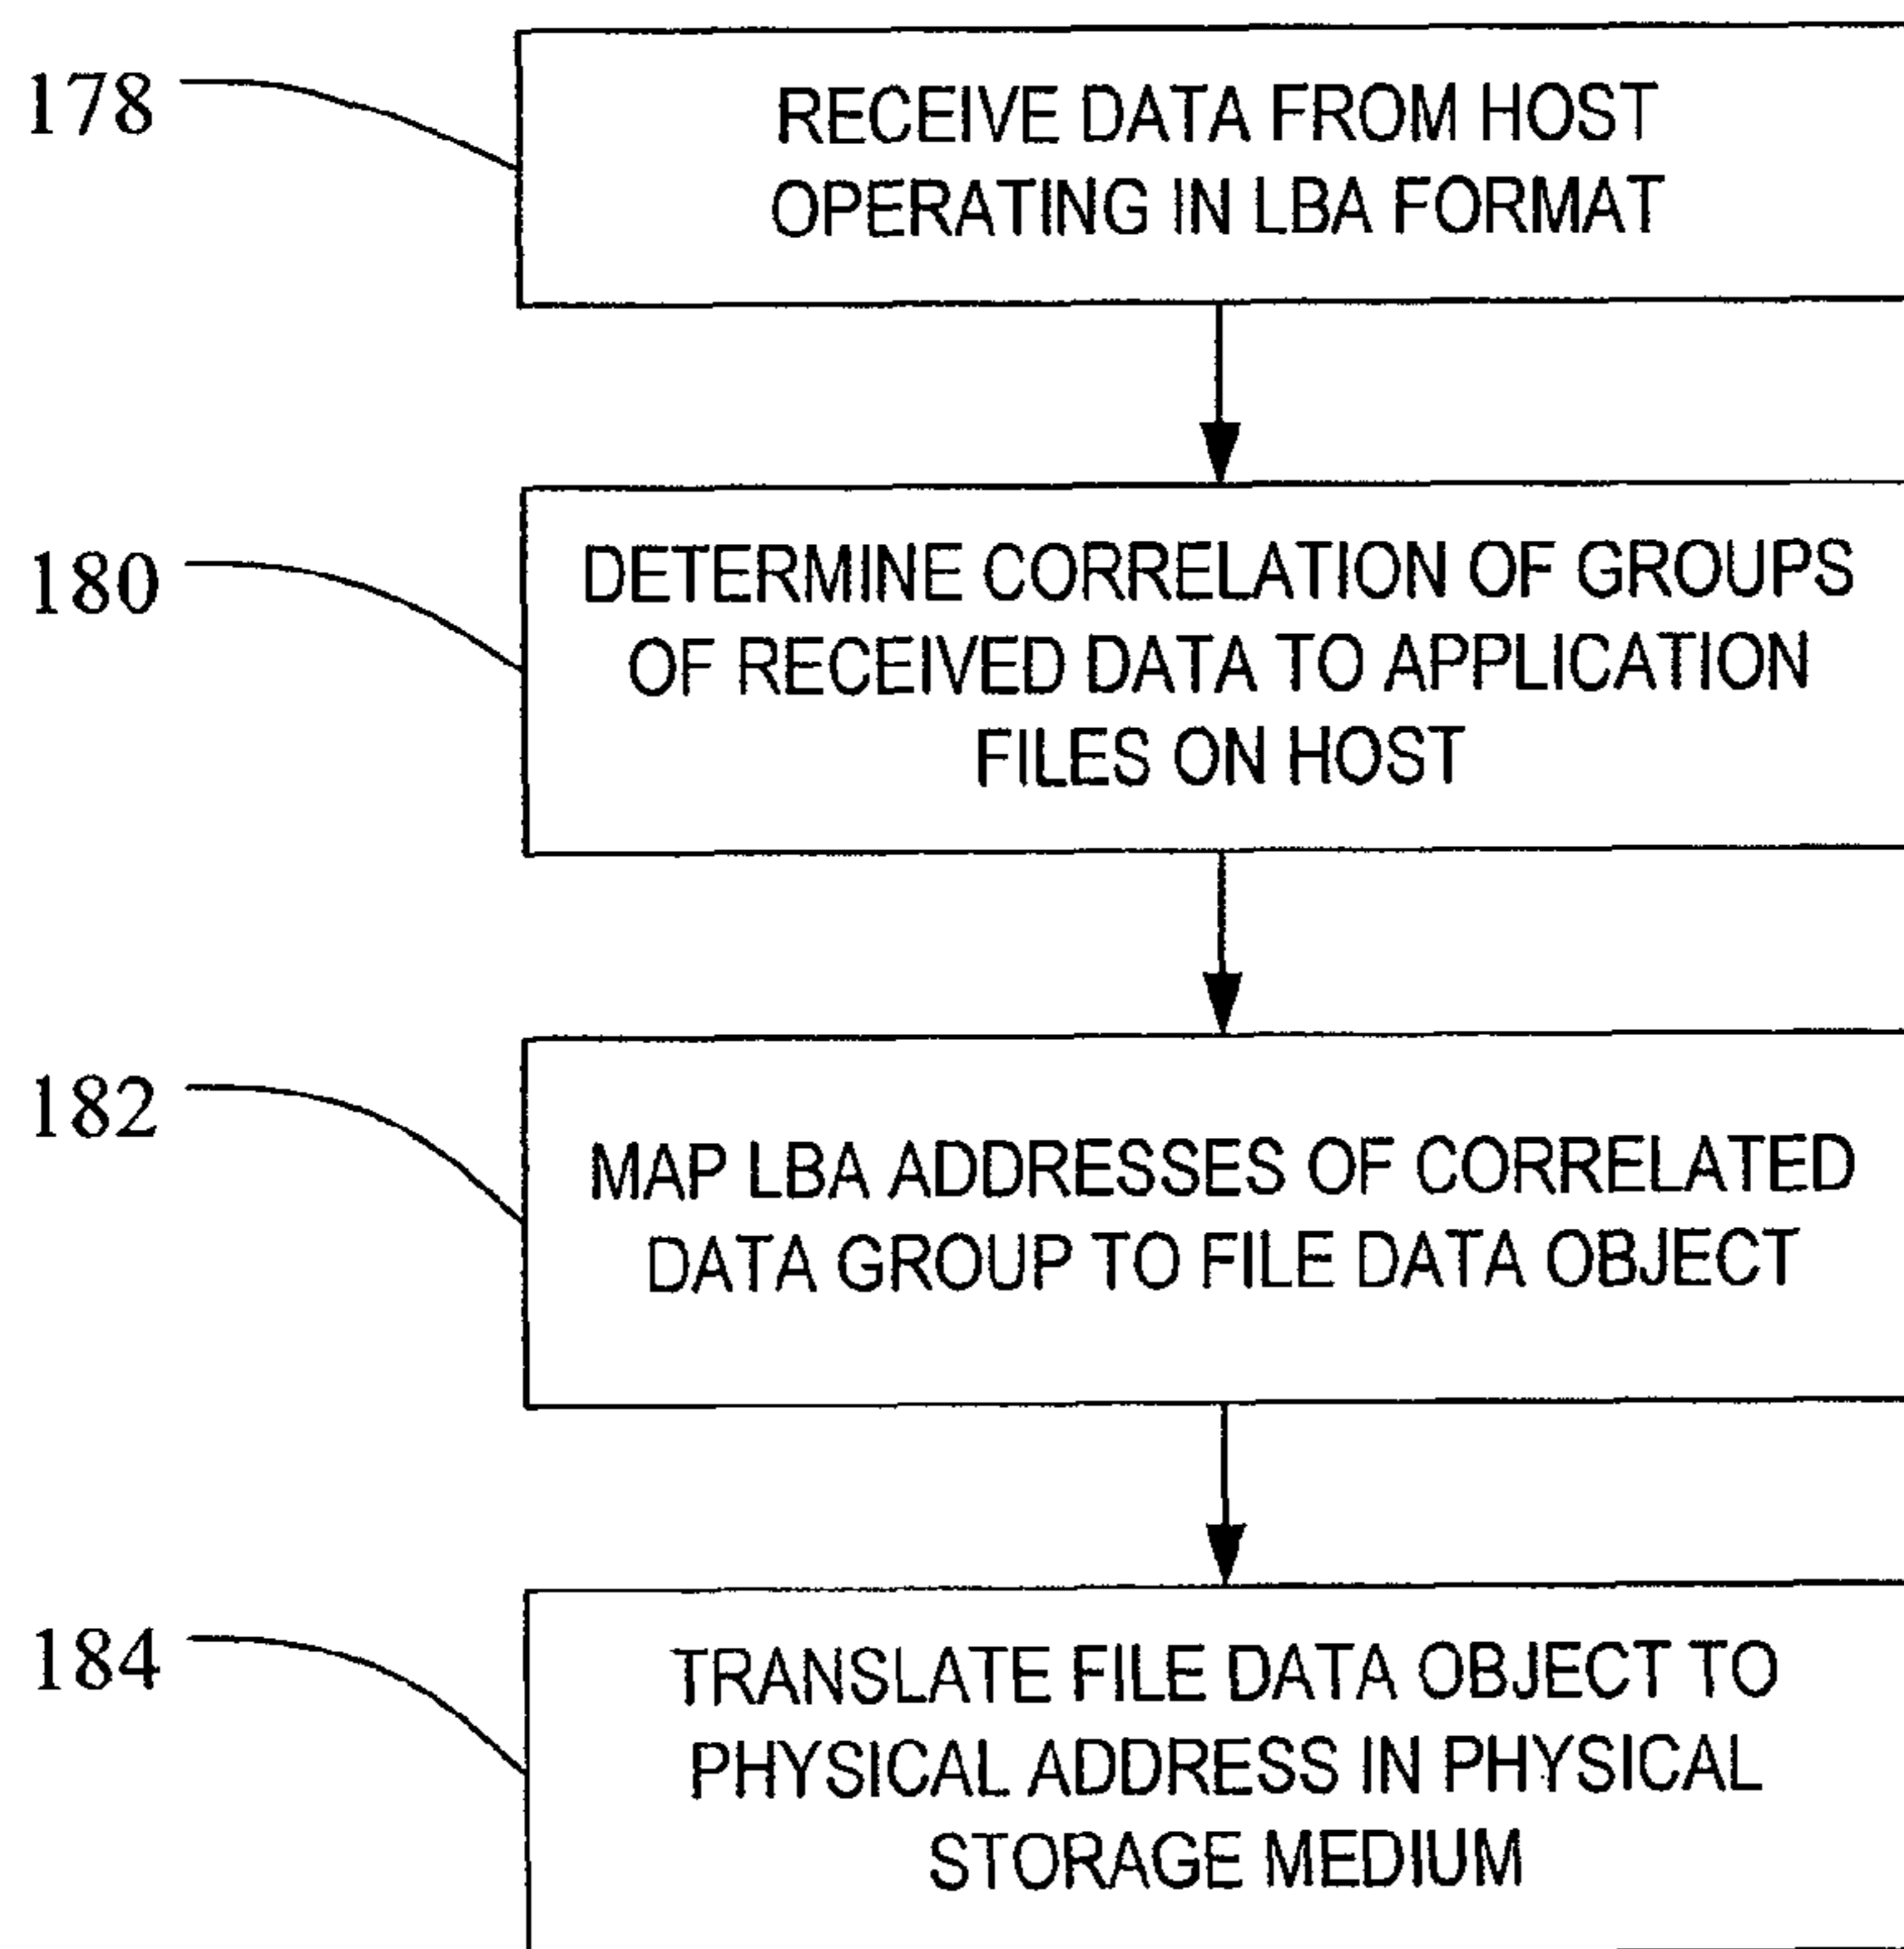 178
RECEIVE DATA FROM HOST
OPERATING IN LBA FORMAT
180
DETERMINE CORRELATION OF GROUPS
OF RECEIVED DATA TO APPLICATION
FILES ON HOST
182
MAP LBA ADDRESSES OF CORRELATED
DATA GROUP TO FILE DATA OBJECT
184
TRANSLATE FILE DATA OBJECT TO
PHYSICAL ADDRESS IN PHYSICAL
STORAGE MEDIUM